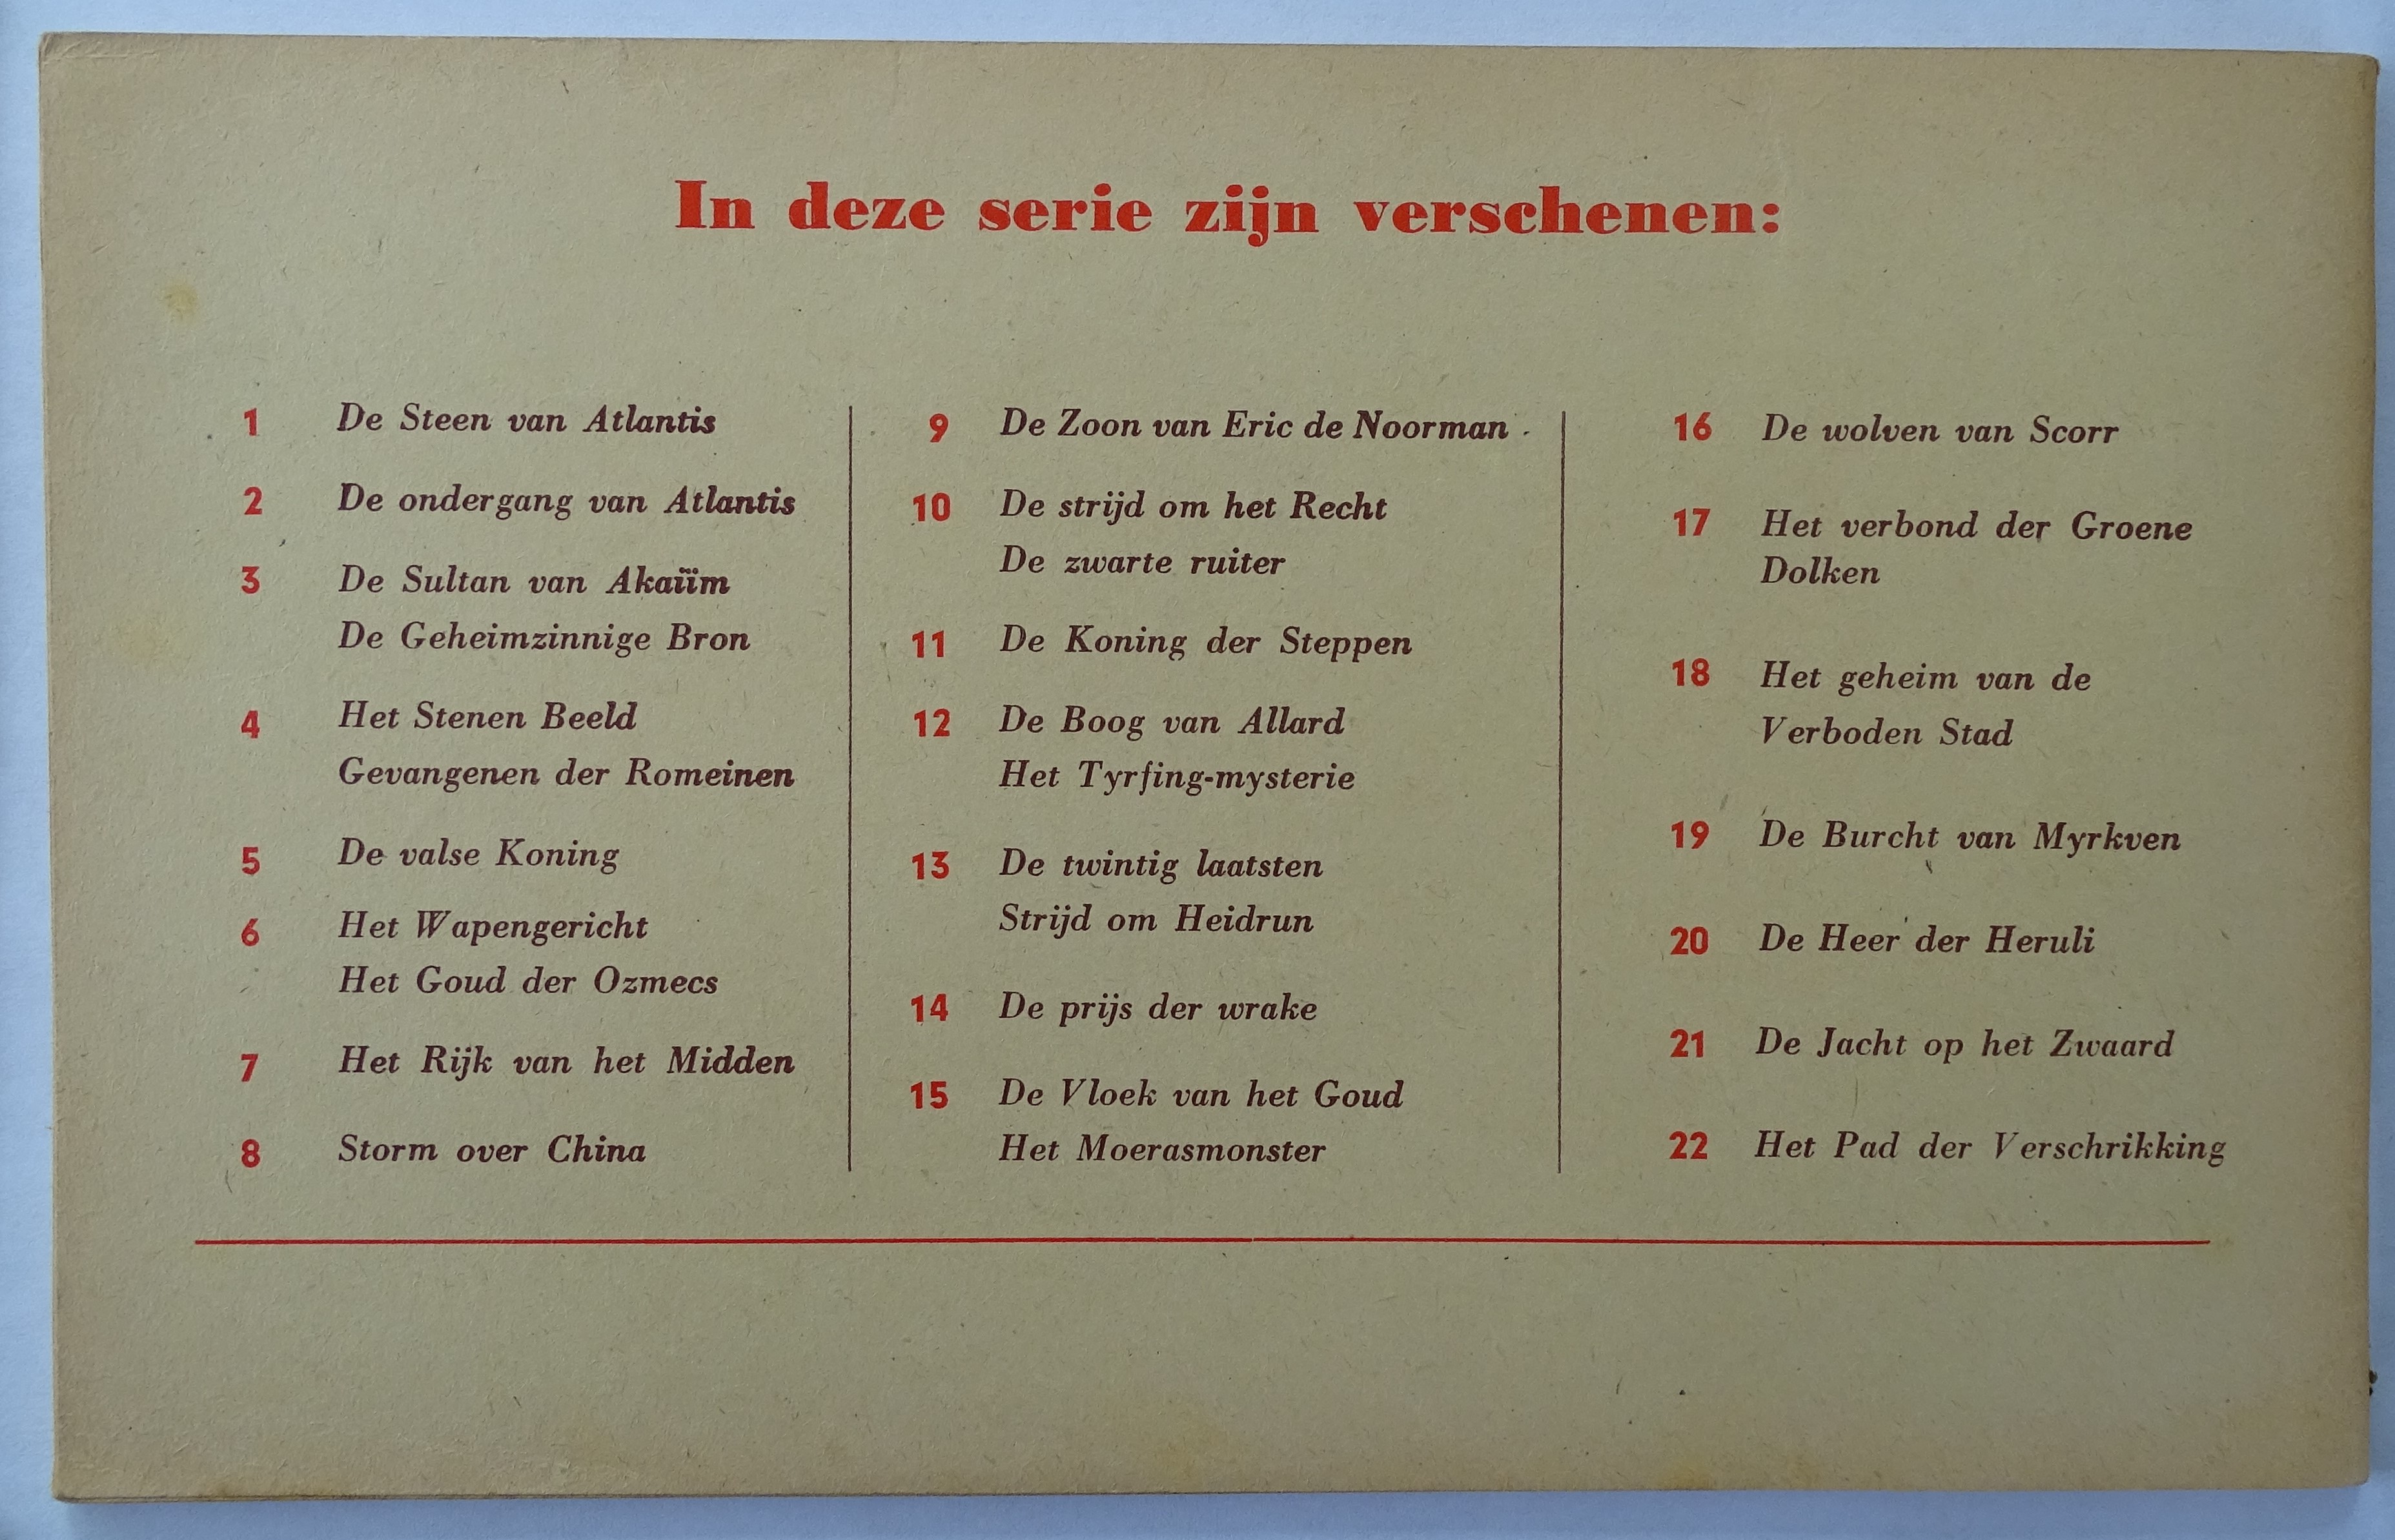 In deze serie zijn verschenen:
1 De Steen van Atlantis
2 De ondergang van Atlantis
3 De Sultan van Akaïim
De Geheimzinnige Bron
4 Het Stenen Beeld
Gevangenen der Romeinen
5 De valse Koning
6 Het Wapengericht
Het Goud der Ozmecs
7 Het Rijk van het Midden
8 Storm over China
9 De Zoon van Eric de Noorman
10 De strijd om het Recht
De zwarte ruiter
11 De Koning der Steppen
12 De Boog van Allard
Het Tyrfing-mysterie
13 De twintig laatsten
Strijd om Heidrun
14 De prijs der wrake
15 De Vloek van het Goud
Het Moerasmonster
16 De wolven van Scorr
17 Het verbond der Groene
Dolken
18 Het geheim van de
Verboden Stad
19 De Burcht van Myrkven
20 De Heer der Heruli
21 De Jacht op het Zwaard
22 Het Pad der Verschrikking